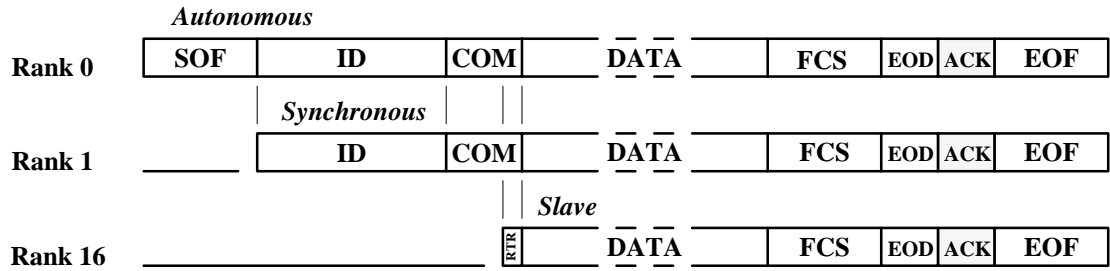 Autonomous
Rank 0 SOF ID COM DATA FCS EOD ACK EOF
Synchronous
Rank 1 ID COM DATA FCS EOD ACK EOF
Slave
Rank 16 RTR DATA FCS EOD ACK EOF